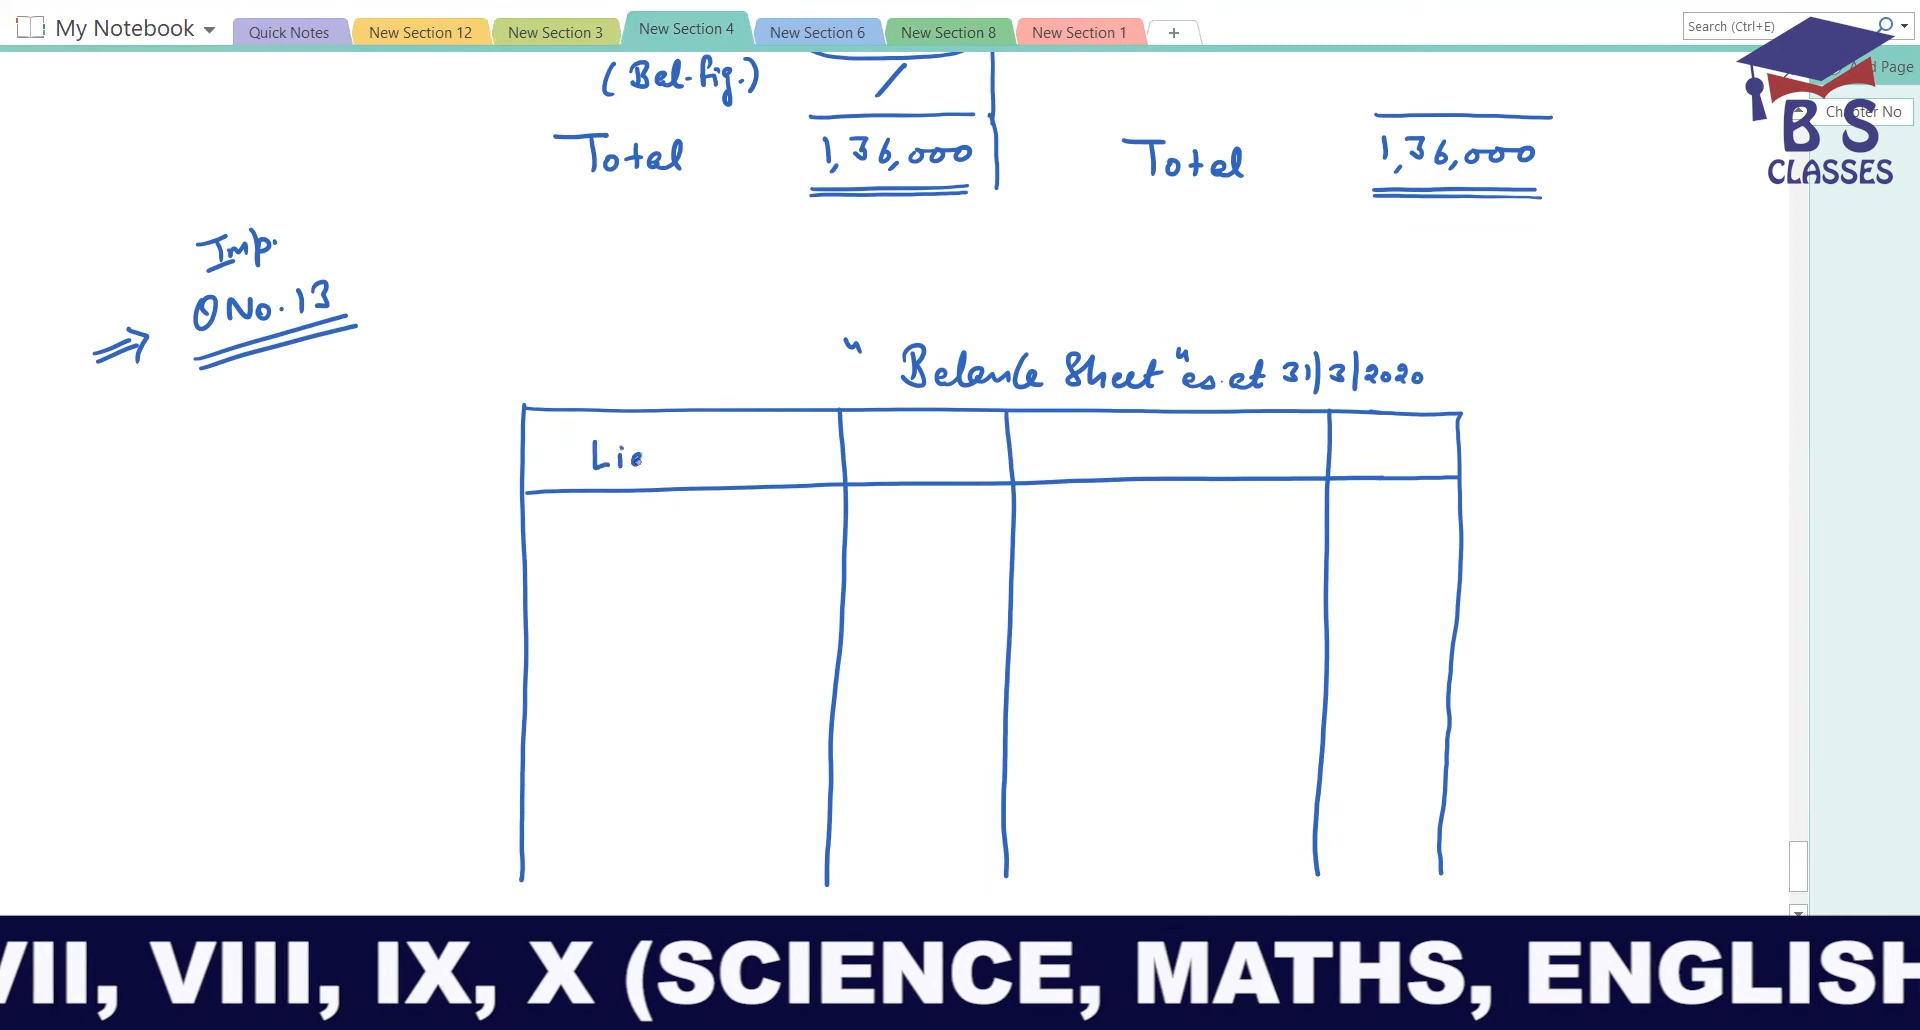 My Notebook
Quick Notes
New Section 12
New Section 3
New Section 4
New Section 6
New Section 8
New Section 1
+
Search (Ctrl+E)
d Page
Chapter No
B S
CLASSES
(Bal-fig.)
Total 1,36,000 Total 1,36,000
Imp.
QNo. 13
"Balance Sheet" as at 31/3/2020
Lia
VII, VIII, IX, X (SCIENCE, MATHS, ENGLISH